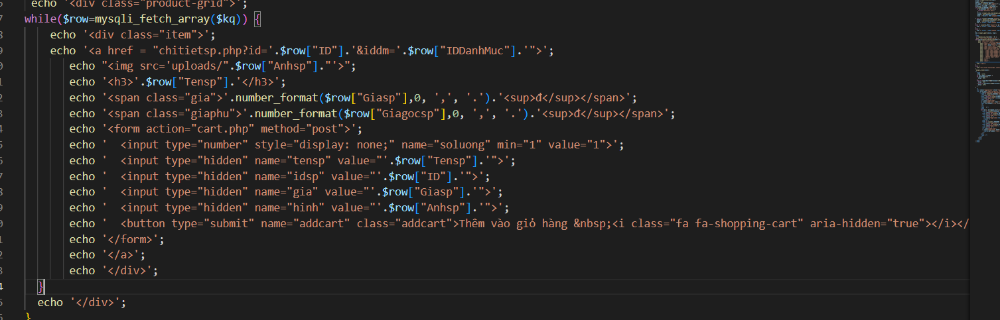 echo '<div class="product-grid">';
while($row=mysqli_fetch_array($kq)) {
echo '<div class="item">';
echo '<a href = "chitietsp.php?id='.$row["ID"].'&iddm='.$row["IDDanhMuc"].'">';
echo "<img src='uploads/".$row["Anhsp"]."'>";
echo '<h3>'.$row["Tensp"].'</h3>';
echo '<span class="gia">'.number_format($row["Giasp"],0, ',', '.').'<sup>đ</sup></span>';
echo '<span class="giaphu">'.number_format($row["Giagocsp"],0, ',', '.').'<sup>đ</sup></span>';
echo '<form action="cart.php" method="post">';
echo '  <input type="number" style="display: none;" name="soluong" min="1" value="1">';
echo '  <input type="hidden" name="tensp" value="'.$row["Tensp"].'">';
echo '  <input type="hidden" name="idsp" value="'.$row["ID"].'">';
echo '  <input type="hidden" name="gia" value="'.$row["Giasp"].'">';
echo '  <input type="hidden" name="hinh" value="'.$row["Anhsp"].'">';
echo '  <button type="submit" name="addcart" class="addcart">Thêm vào giỏ hàng &nbsp;<i class="fa fa-shopping-cart" aria-hidden="true"></i></
echo '</form>';
echo '</a>';
echo '</div>';
}
echo '</div>';
}